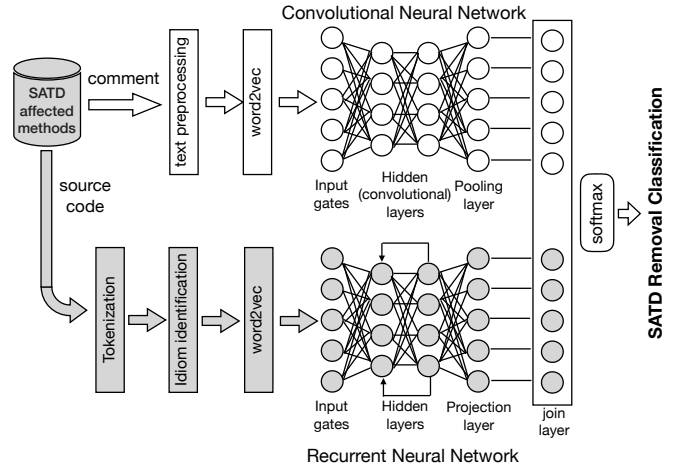 Convolutional Neural Network
SATD
affected
methods
comment
text preprocessing
word2vec
Input
gates
Hidden
(convolutional)
layers
Pooling
layer
source
code
Tokenization
Idiom identification
word2vec
Input
gates
Hidden
layers
Projection
layer
join
layer
Recurrent Neural Network
softmax
SATD Removal Classification